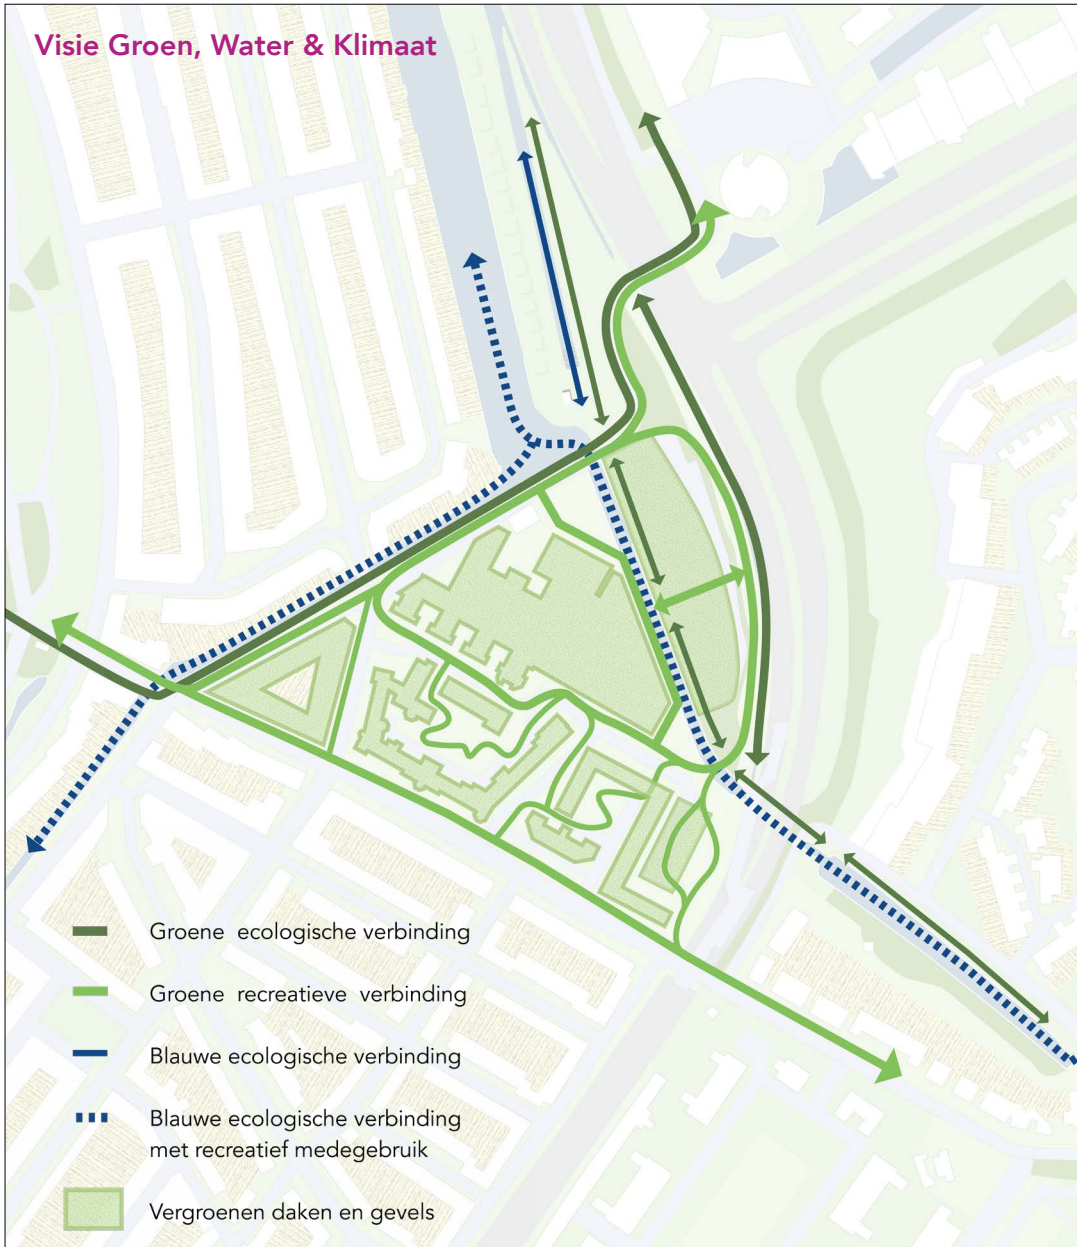 Visie Groen, Water & Klimaat
Groene ecologische verbinding
Groene recreatieve verbinding
Blauwe ecologische verbinding
Blauwe ecologische verbinding
met recreatief medegebruik
Vergroenen daken en gevels